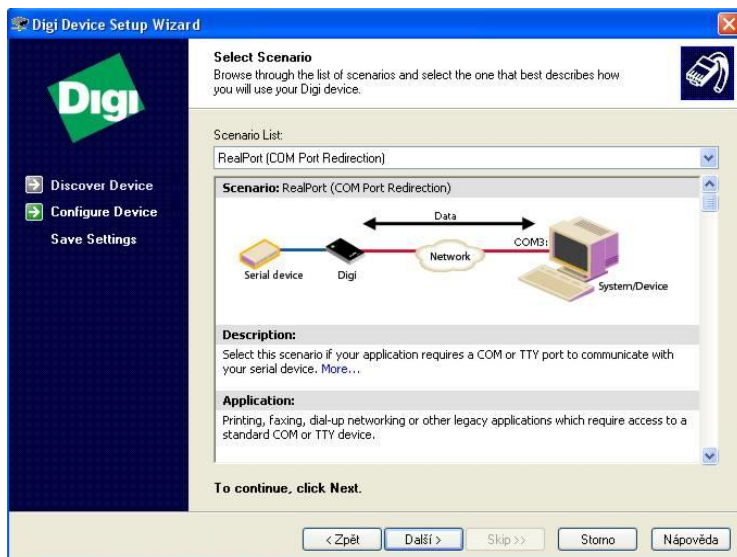 Digi Device Setup Wizard
Digi
Select Scenario
Browse through the list of scenarios and select the one that best describes how
you will use your Digi device.
Discover Device
Configure Device
Save Settings
Scenario List:
RealPort (COM Port Redirection)
Scenario: RealPort (COM Port Redirection)
Data
COM3:
Network
Serial device
Digi
System/Device
Description:
Select this scenario if your application requires a COM or TTY port to communicate with
your serial device. More...
Application:
Printing, faxing, dial-up networking or other legacy applications which require access to a
standard COM or TTY device.
To continue, click Next.
< Zpět
Další >
Skip >>
Storno
Nápověda